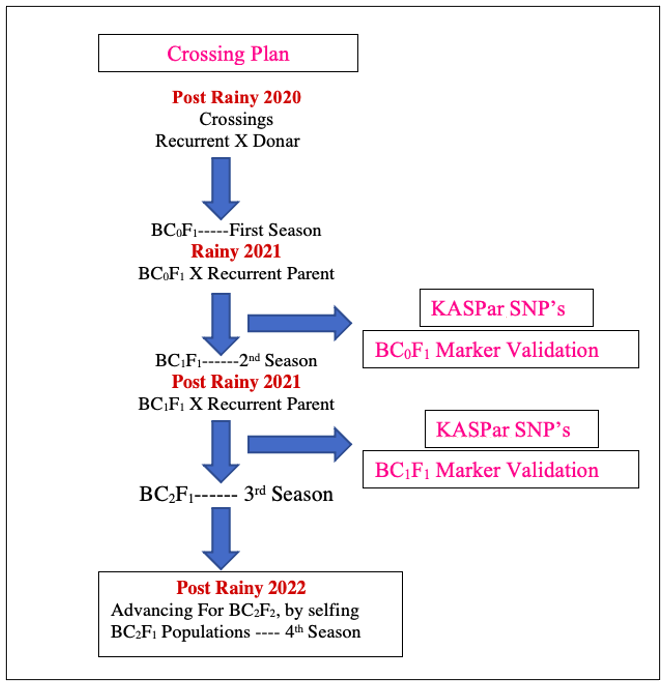 Crossing Plan
Post Rainy 2020
Crossings
Recurrent X Donar
BC₀F₁-----First Season
Rainy 2021
BC₀F₁ X Recurrent Parent
KASPar SNP’s
BC₀F₁ Marker Validation
BC₁F₁------2ⁿᵈ Season
Post Rainy 2021
BC₁F₁ X Recurrent Parent
KASPar SNP’s
BC₁F₁ Marker Validation
BC₂F₁------ 3ʳᵈ Season
Post Rainy 2022
Advancing For BC₂F₂, by selfing
BC₂F₁ Populations ---- 4ᵗʰ Season